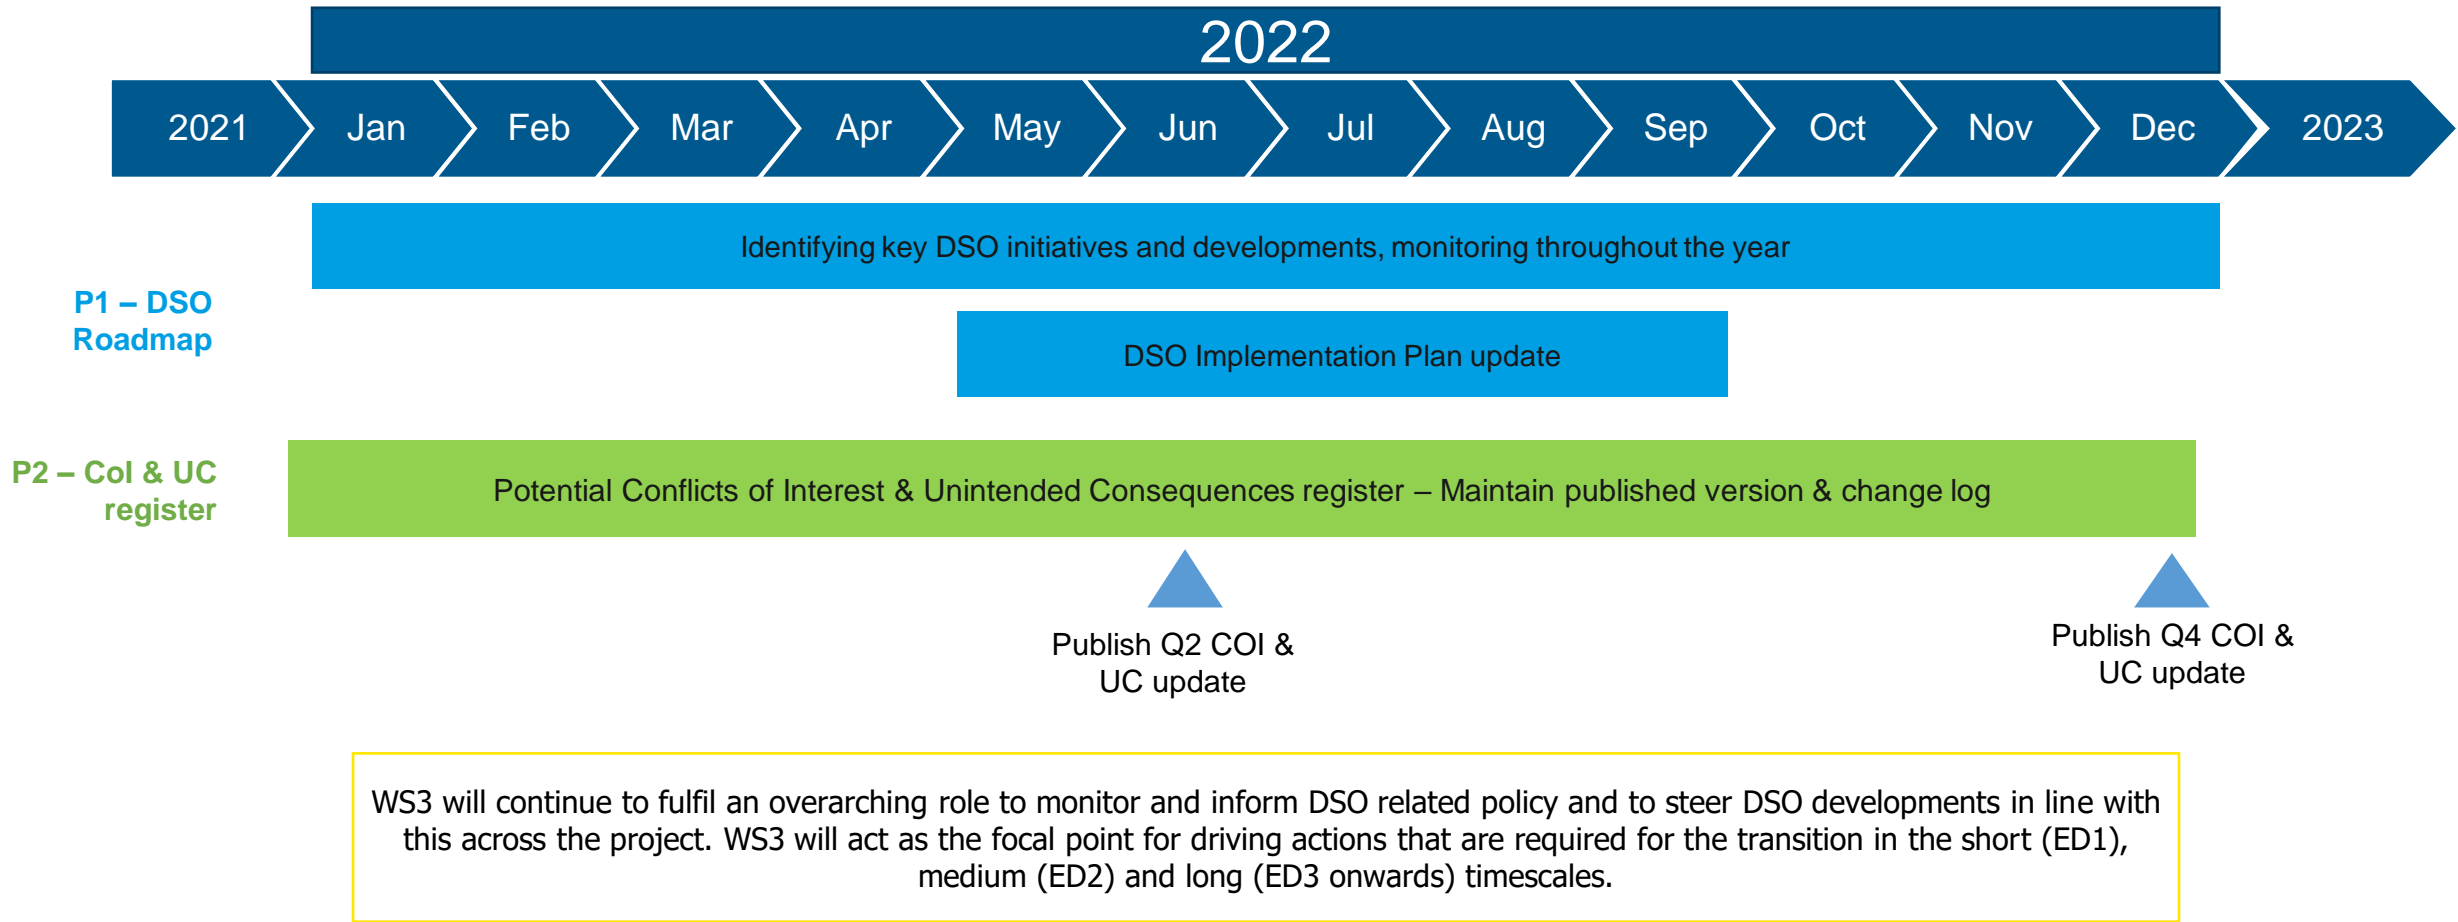 2022
2021 Jan Feb Mar Apr May Jun Jul Aug Sep Oct Nov Dec 2023
Identifying key DSO initiatives and developments, monitoring throughout the year
P1 – DSO
Roadmap
DSO Implementation Plan update
P2 – CoI & UC
register
Potential Conflicts of Interest & Unintended Consequences register – Maintain published version & change log
Publish Q2 COI &
UC update
Publish Q4 COI &
UC update
WS3 will continue to fulfil an overarching role to monitor and inform DSO related policy and to steer DSO developments in line with
this across the project. WS3 will act as the focal point for driving actions that are required for the transition in the short (ED1),
medium (ED2) and long (ED3 onwards) timescales.